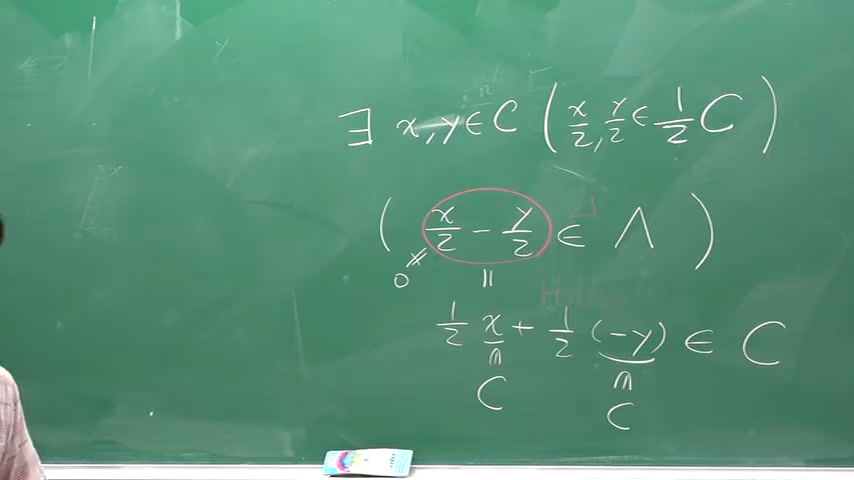 ∃ x, y ∈ C ( x/2, y/2 ∈ 1/2 C )
( x/2 − y/2 ∈ Λ )
0 ≠
=
1/2 x + 1/2 (−y) ∈ C
∩ ∩
C C